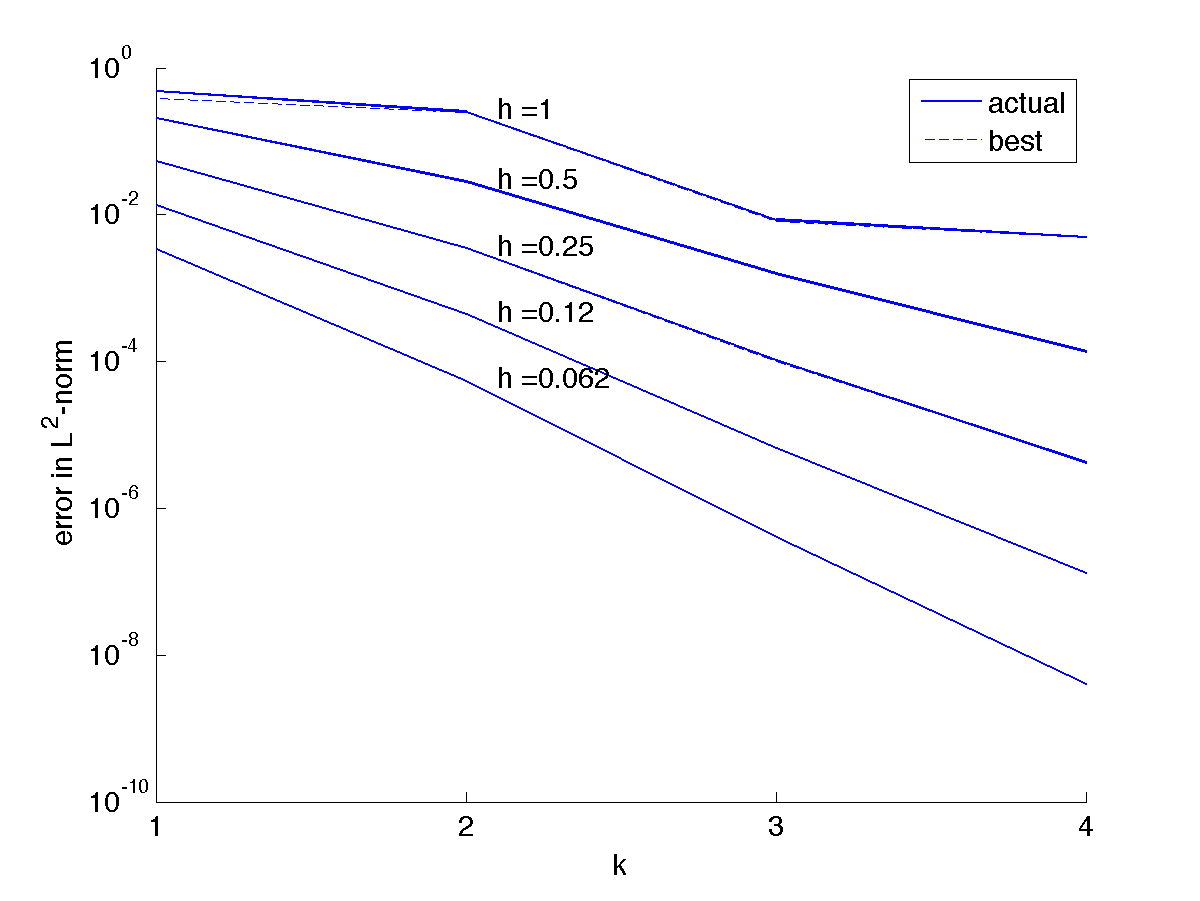 10^0
actual
best
h =1
h =0.5
10^-2
h =0.25
h =0.12
10^-4
h =0.062
error in L^2-norm
10^-6
10^-8
10^-10
1 2 3 4
k